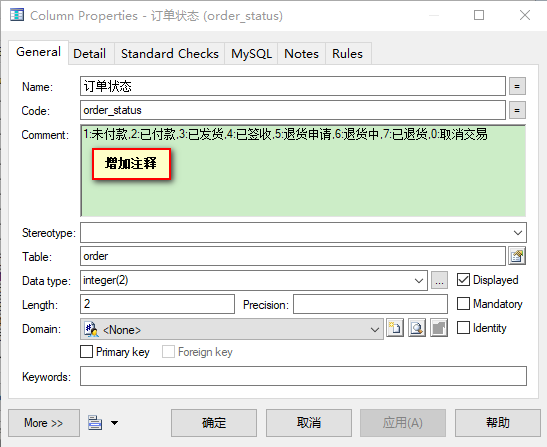 Column Properties - 订单状态 (order_status)
General Detail Standard Checks MySQL Notes Rules
Name: 订单状态 =
Code: order_status =
Comment: 1:未付款,2:已付款,3:已发货,4:已签收,5:退货申请,6:退货中,7:已退货,0:取消交易
增加注释
Stereotype:
Table: order
Data type: integer(2) ... Displayed
Length: 2 Precision: Mandatory
Domain: <None> Identity
Primary key Foreign key
Keywords:
More >> 确定 取消 应用(A) 帮助